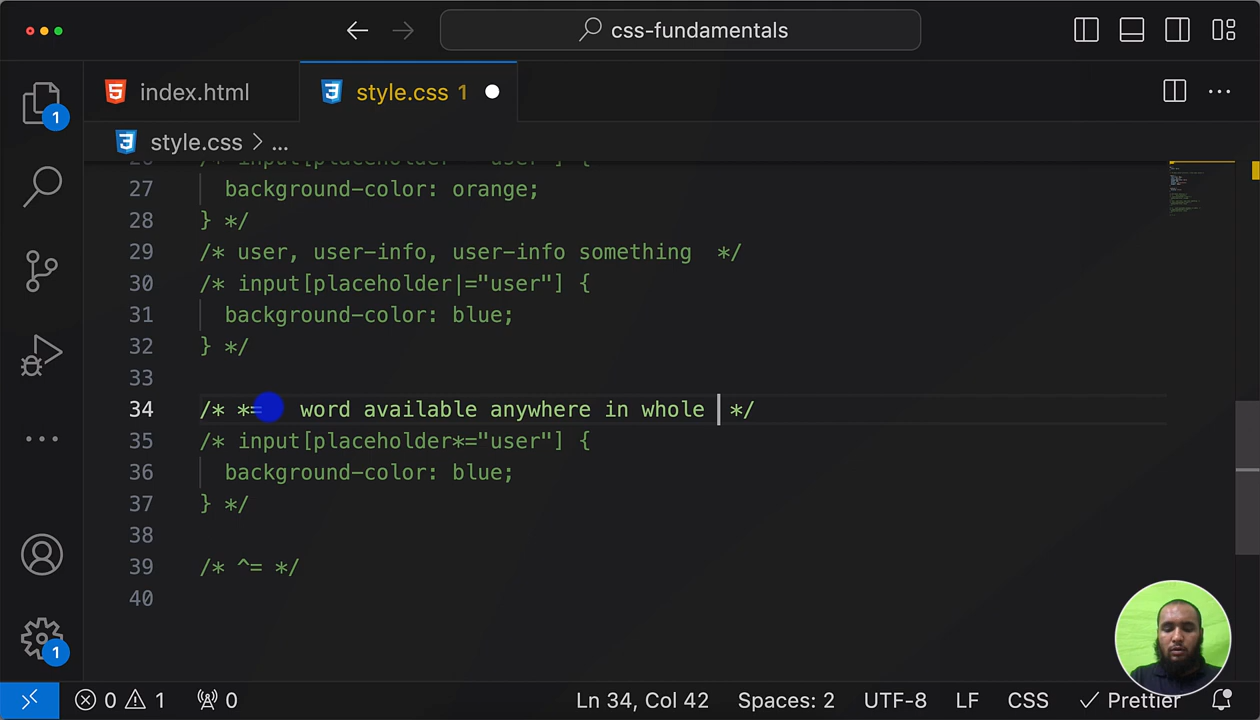 css-fundamentals
index.html
style.css 1
style.css > ...
1
27 background-color: orange;
28 } */
29 /* user, user-info, user-info something  */
30 /* input[placeholder|="user"] {
31 background-color: blue;
32 } */
33
34 /* *= word available anywhere in whole  */
35 /* input[placeholder*="user"] {
36 background-color: blue;
37 } */
38
39 /* ^= */
40
1
0 1 0 Ln 34, Col 42 Spaces: 2 UTF-8 LF CSS Prettier